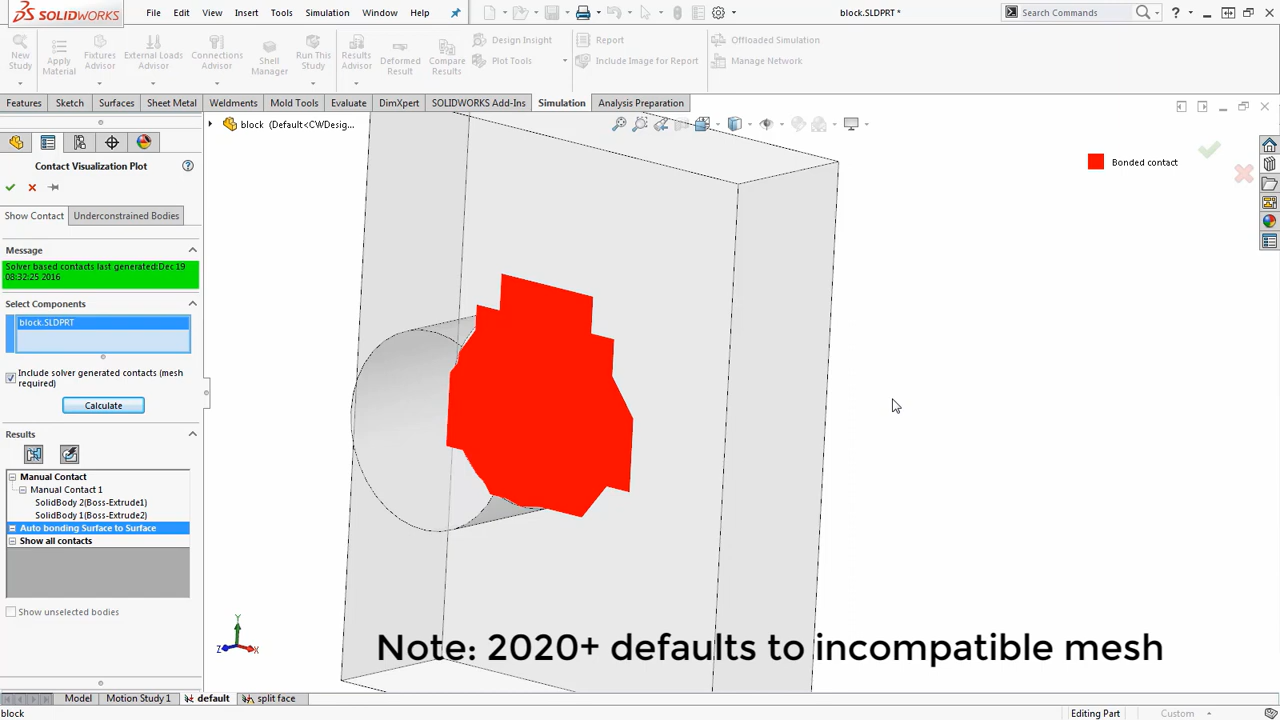 SOLIDWORKS
File Edit View Insert Tools Simulation Window Help
block.SLDPRT *
Search Commands
New Study
Apply Material
Fixtures Advisor
External Loads Advisor
Connections Advisor
Shell Manager
Run This Study
Results Advisor
Deformed Result
Compare Results
Design Insight
Plot Tools
Report
Include Image for Report
Offloaded Simulation
Manage Network
Features Sketch Surfaces Sheet Metal Weldments Mold Tools Evaluate DimXpert SOLIDWORKS Add-Ins Simulation Analysis Preparation
block (Default<CWDesig...
Contact Visualization Plot
Show Contact Underconstrained Bodies
Message
Solver based contacts last generated:Dec 19
08:32:25 2016
Select Components
block.SLDPRT
Include solver generated contacts (mesh
required)
Calculate
Results
Manual Contact
Manual Contact 1
SolidBody 2(Boss-Extrude1)
SolidBody 1(Boss-Extrude2)
Auto bonding Surface to Surface
Show all contacts
Show unselected bodies
Bonded contact
Y
Z
X
Note: 2020+ defaults to incompatible mesh
Model Motion Study 1 default split face
block
Editing Part
Custom